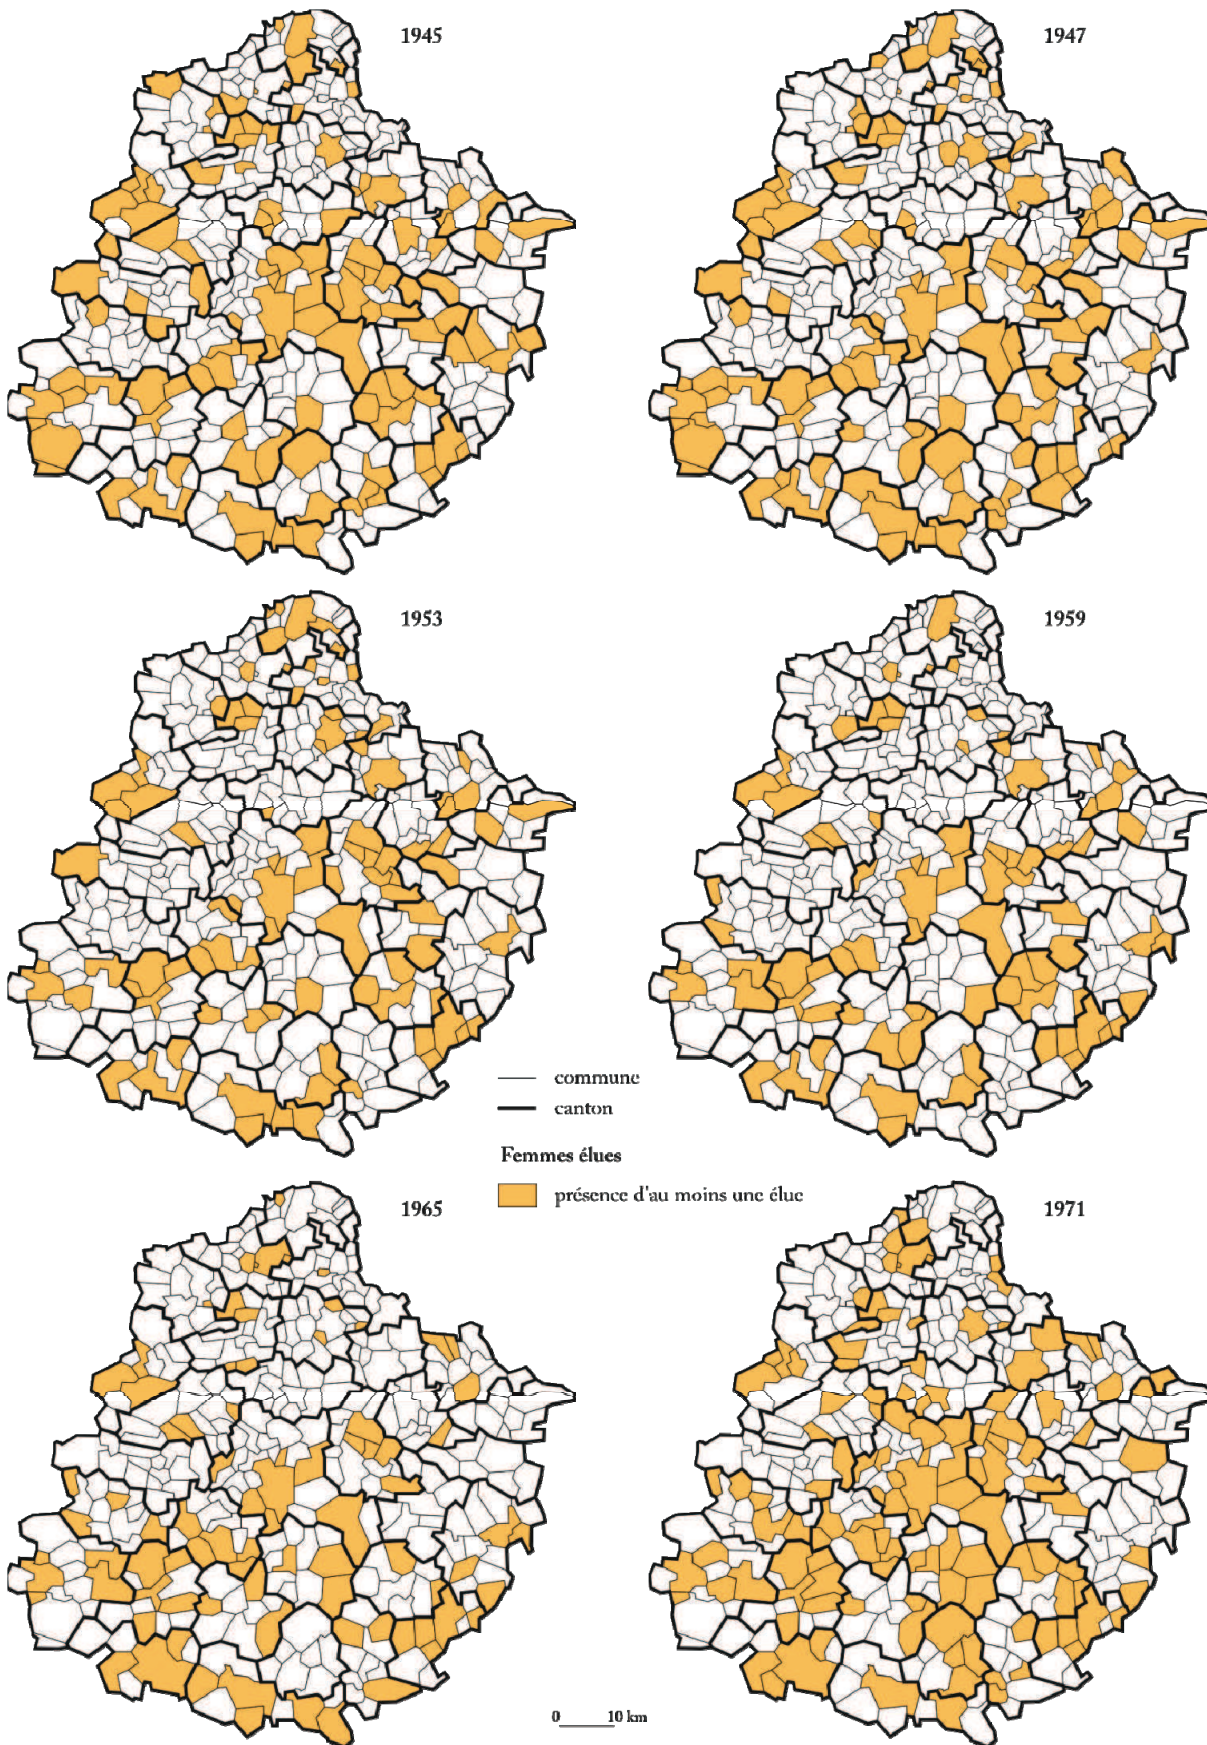 1945
1947
1953
1959
commune
canton
Femmes élues
présence d'au moins une élue
1965
1971
0 10 km